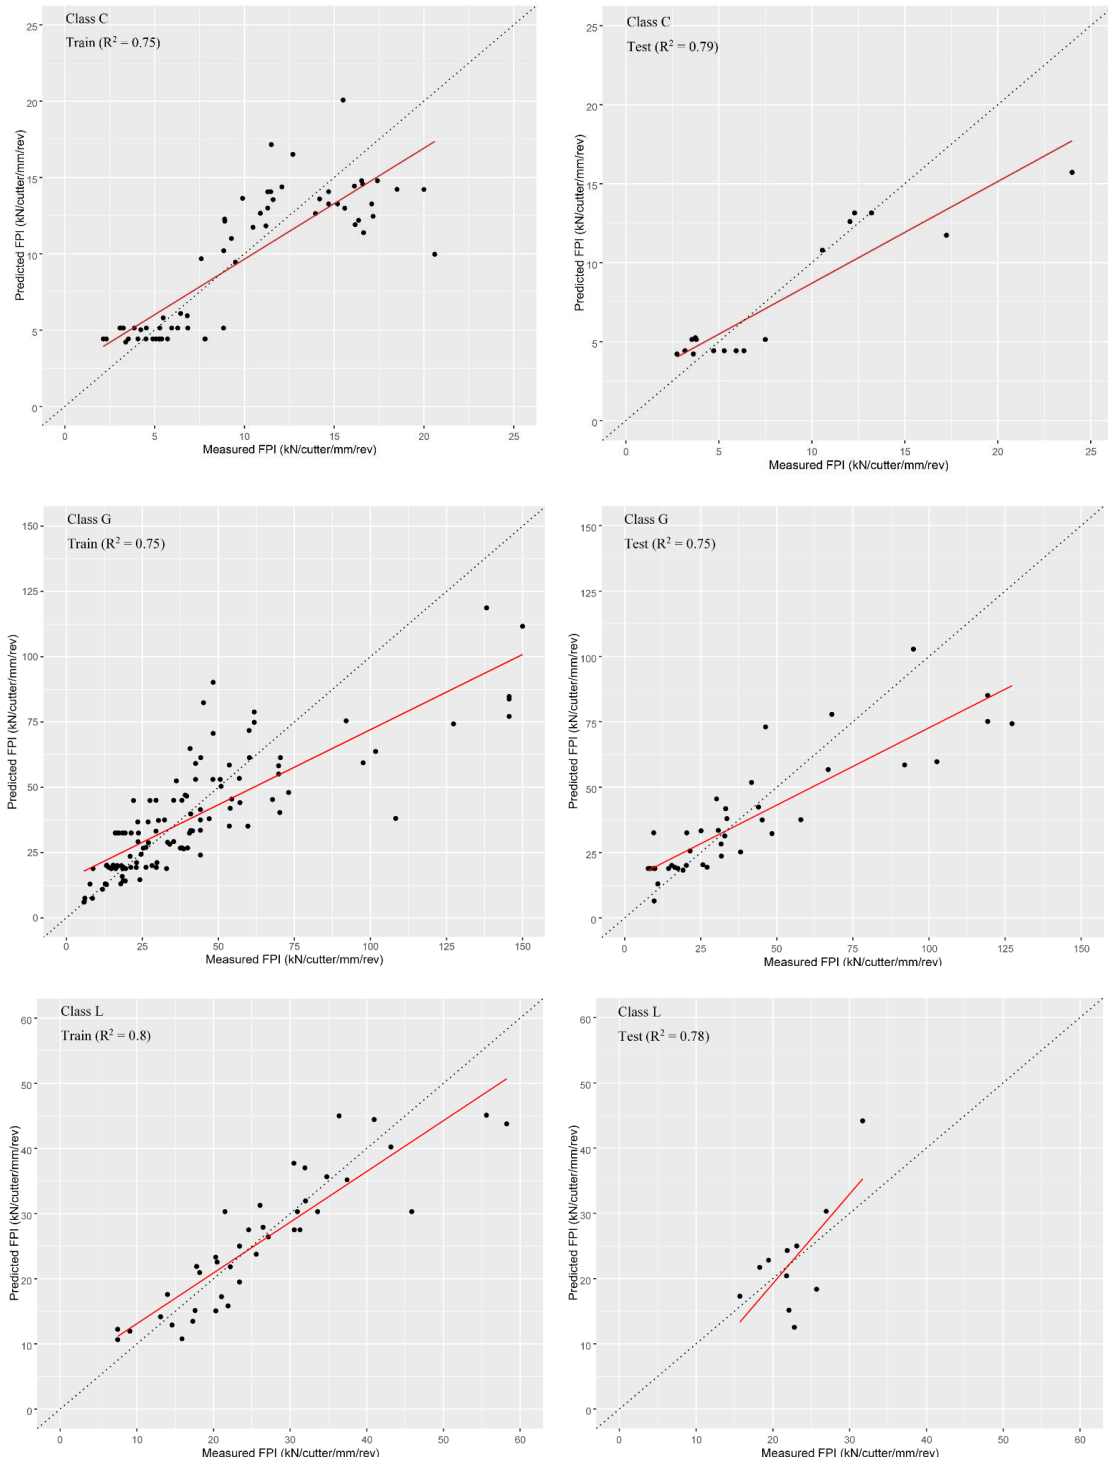 Class C
Train (R² = 0.75)
Predicted FPI (kN/cutter/mm/rev)
25
20
15
10
5
0
0 5 10 15 20 25
Measured FPI (kN/cutter/mm/rev)
Class C
Test (R² = 0.79)
Predicted FPI (kN/cutter/mm/rev)
25
20
15
10
5
0
0 5 10 15 20 25
Measured FPI (kN/cutter/mm/rev)
Class G
Train (R² = 0.75)
Predicted FPI (kN/cutter/mm/rev)
150
125
100
75
50
25
0
0 25 50 75 100 125 150
Measured FPI (kN/cutter/mm/rev)
Class G
Test (R² = 0.75)
Predicted FPI (kN/cutter/mm/rev)
150
125
100
75
50
25
0
0 25 50 75 100 125 150
Measured FPI (kN/cutter/mm/rev)
Class L
Train (R² = 0.8)
Predicted FPI (kN/cutter/mm/rev)
60
50
40
30
20
10
0
0 10 20 30 40 50 60
Measured FPI (kN/cutter/mm/rev)
Class L
Test (R² = 0.78)
Predicted FPI (kN/cutter/mm/rev)
60
50
40
30
20
10
0
0 10 20 30 40 50 60
Measured FPI (kN/cutter/mm/rev)